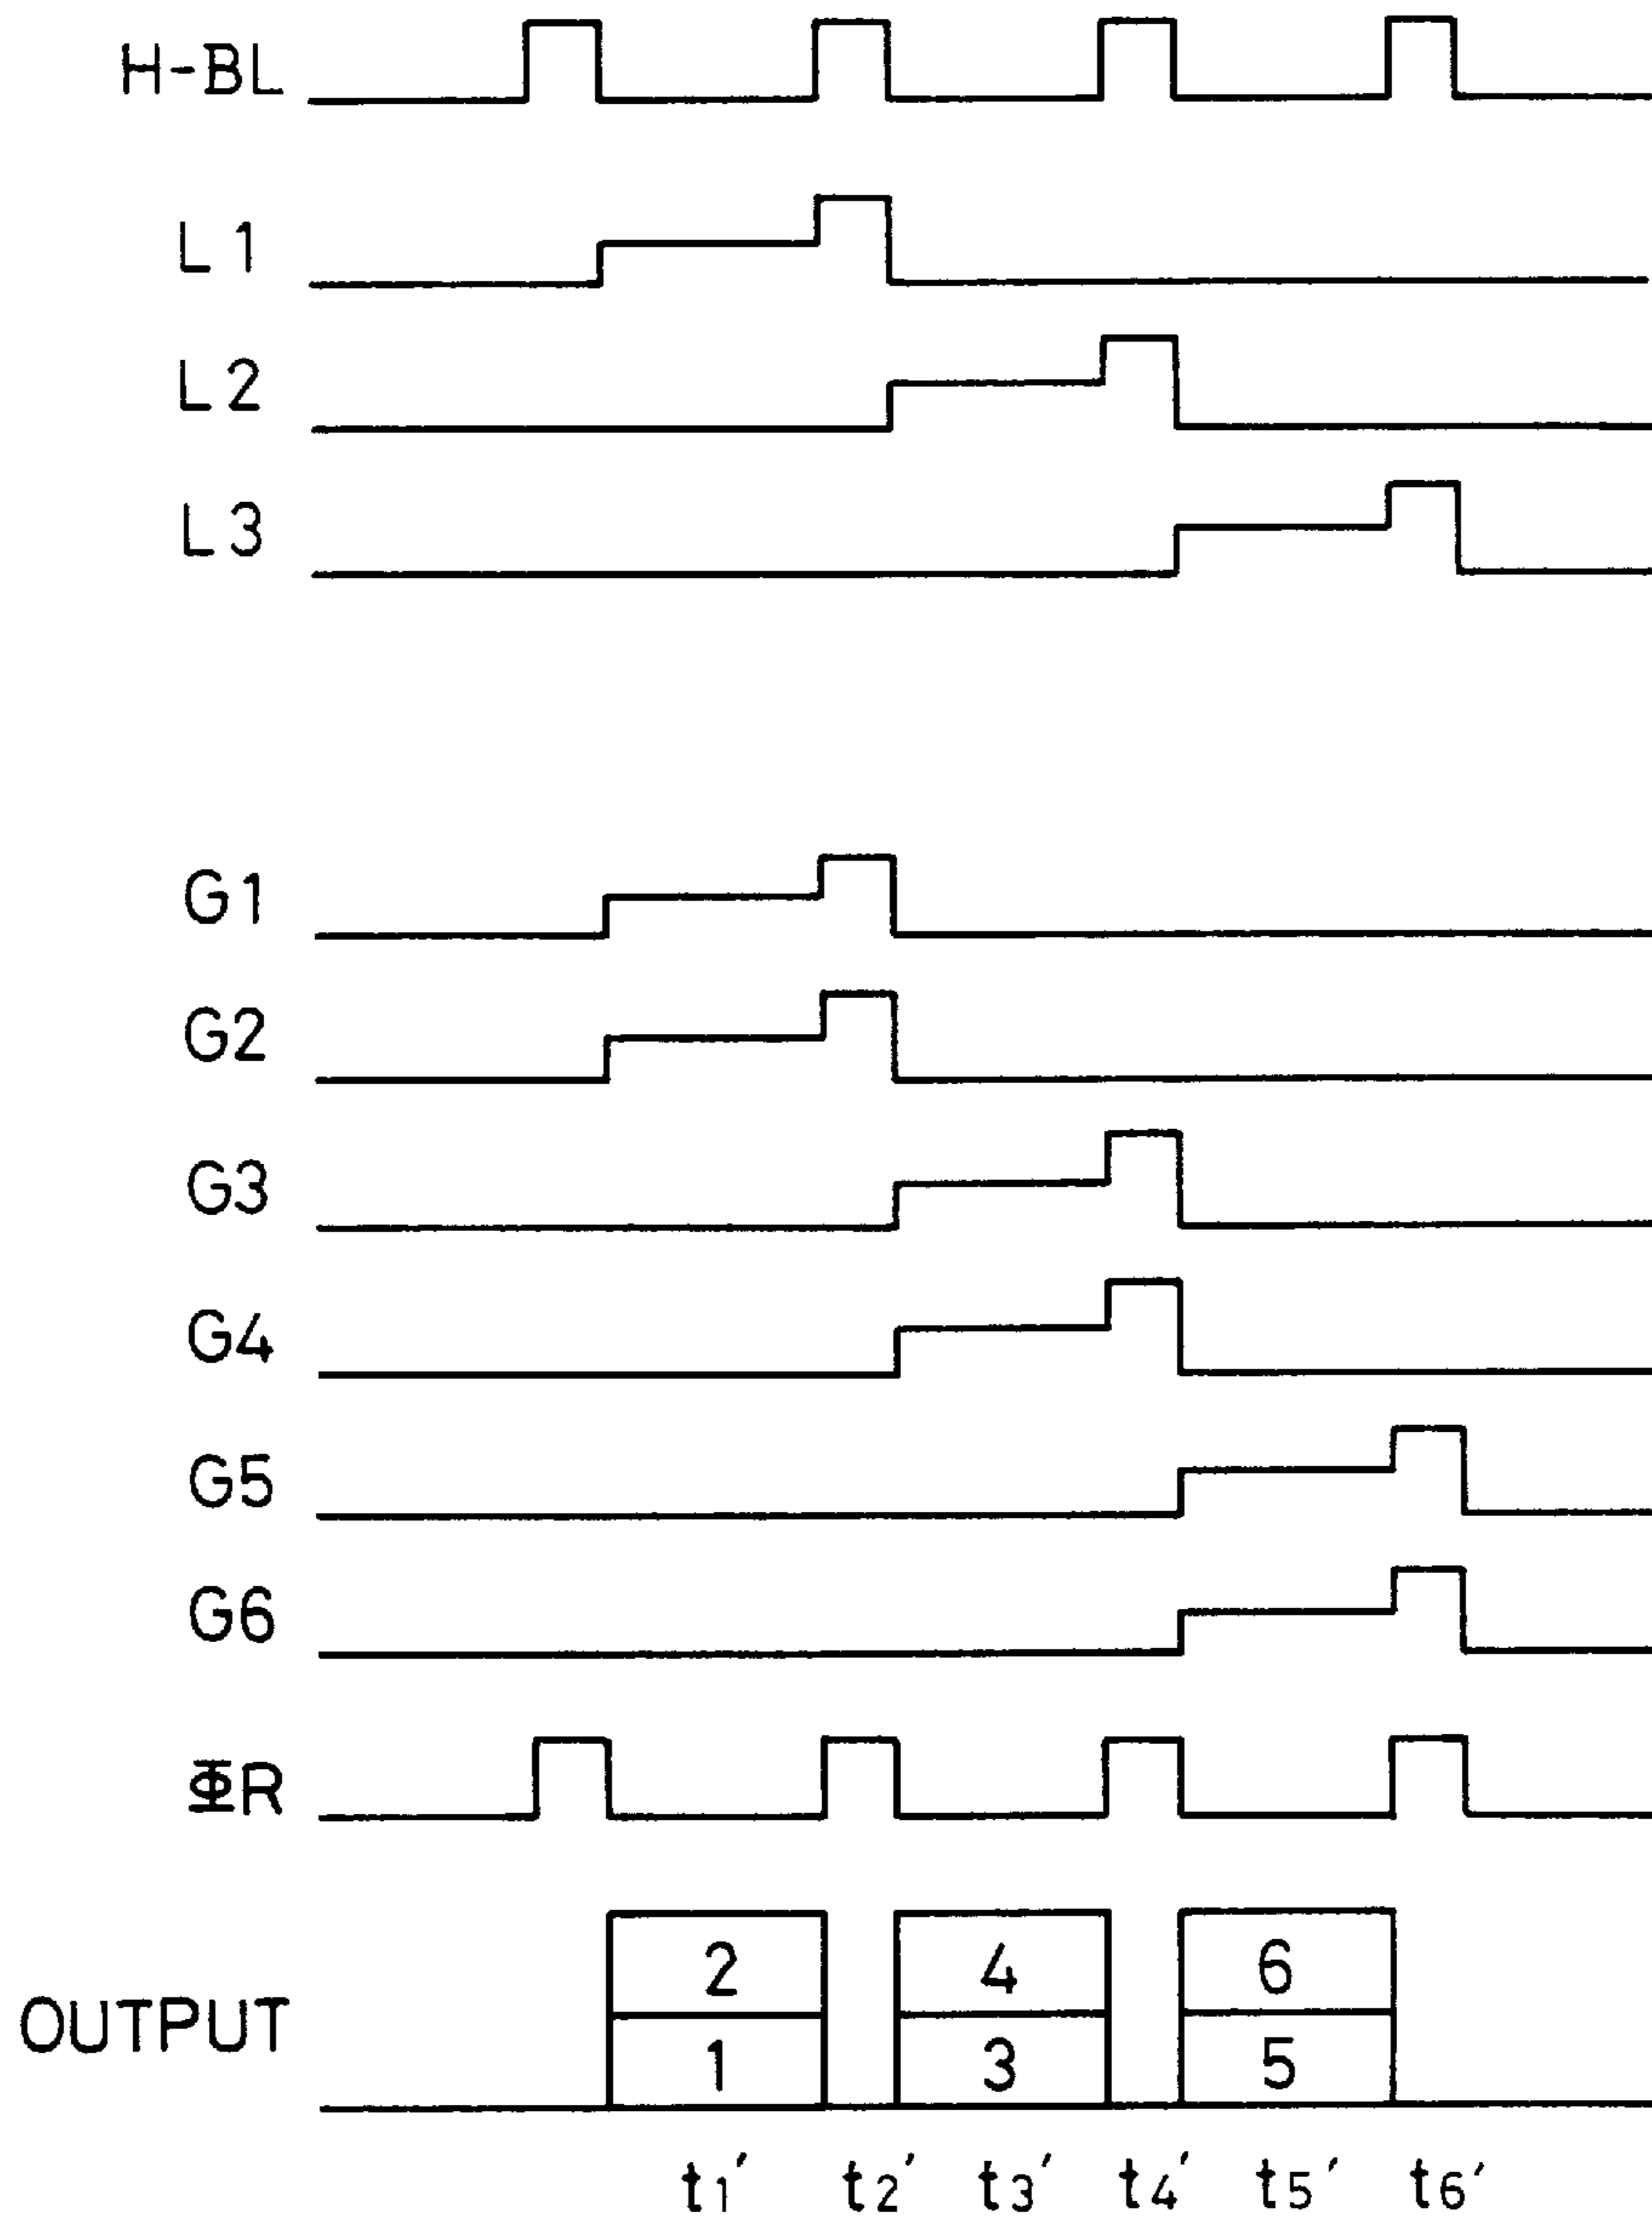 H-BL
L1
L2
L3
G1
G2
G3
G4
G5
G6
ΦR
2 4 6
OUTPUT
1 3 5
t1′ t2′ t3′ t4′ t5′ t6′